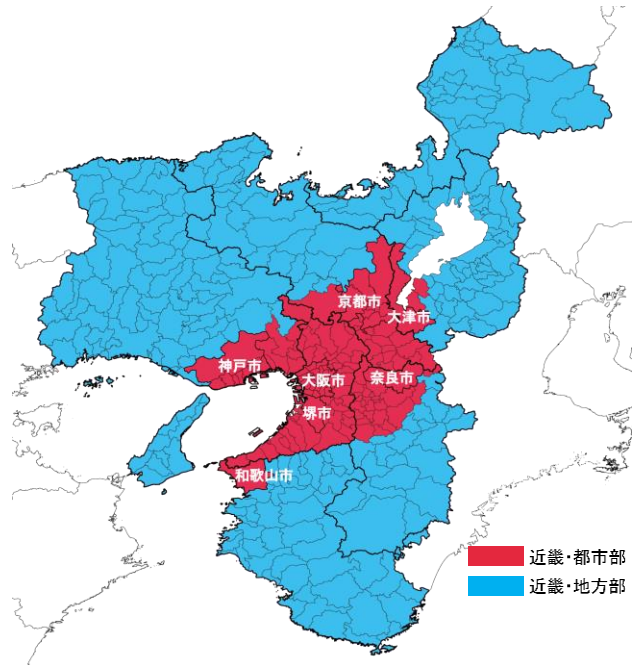 京都市
大津市
神戸市
大阪市
奈良市
堺市
和歌山市
近畿・都市部
近畿・地方部